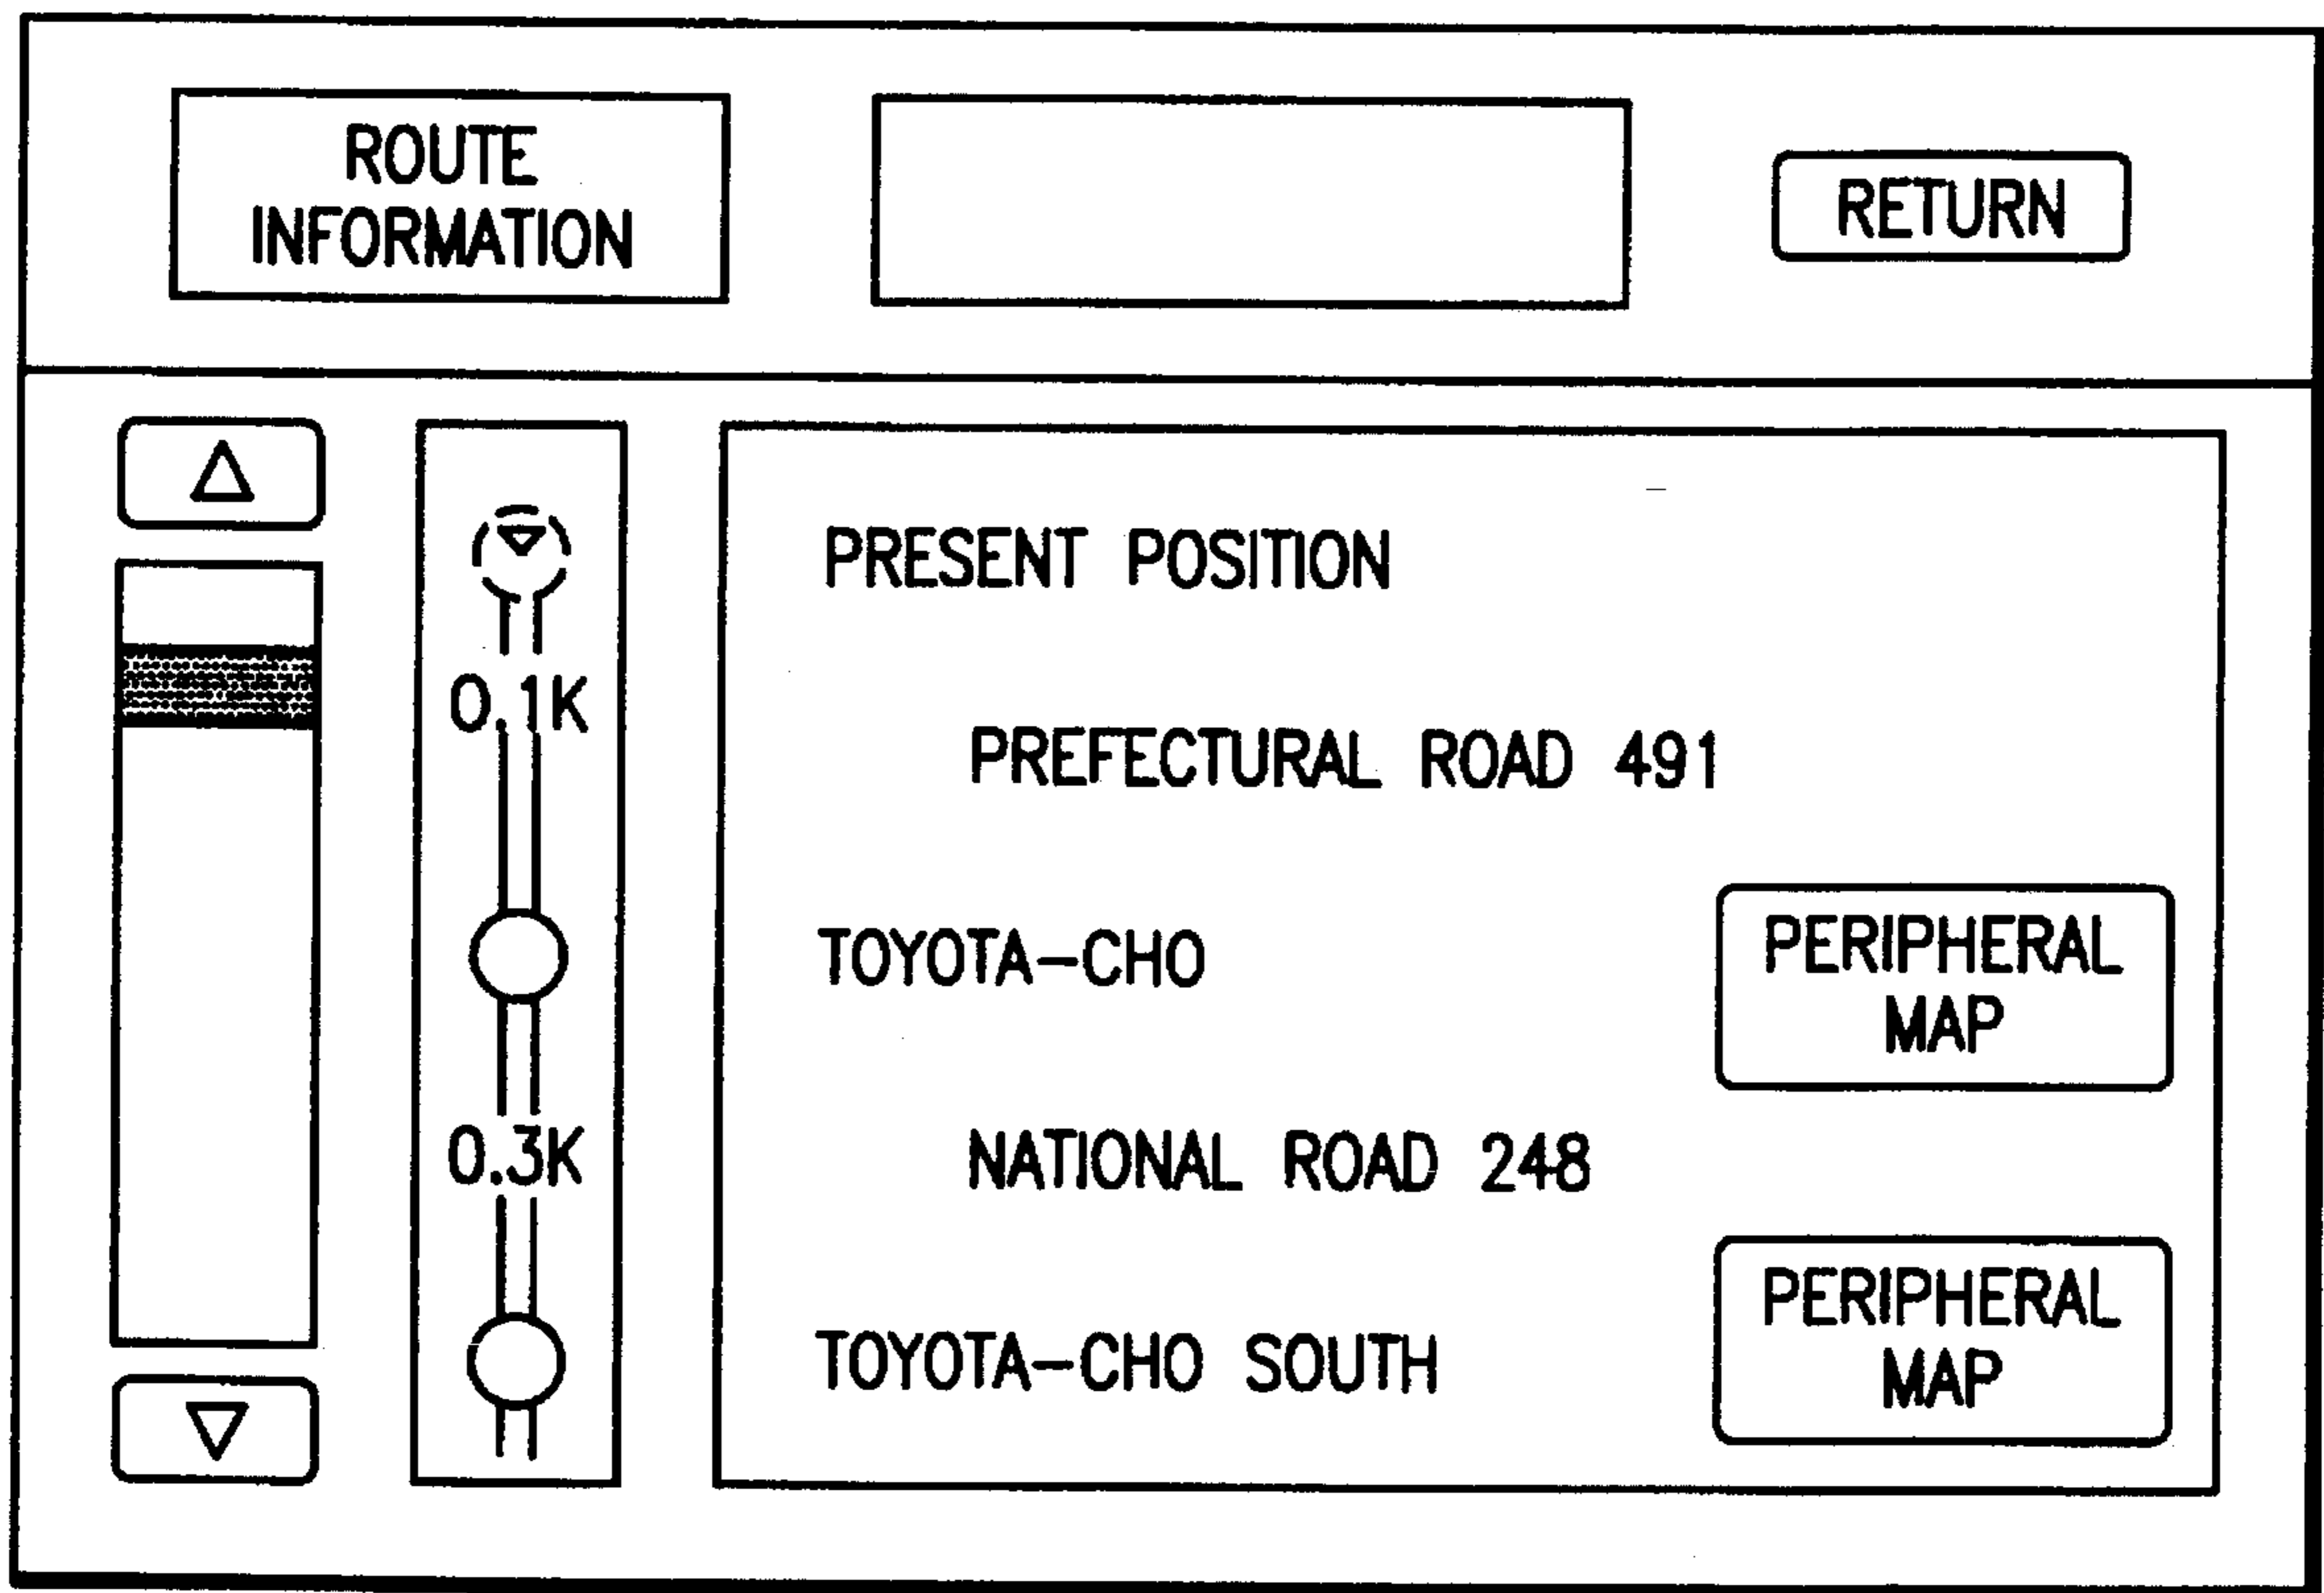 ROUTE
INFORMATION
RETURN
PRESENT POSITION
0.1K
PREFECTURAL ROAD 491
TOYOTA-CHO
PERIPHERAL
MAP
0.3K
NATIONAL ROAD 248
TOYOTA-CHO SOUTH
PERIPHERAL
MAP